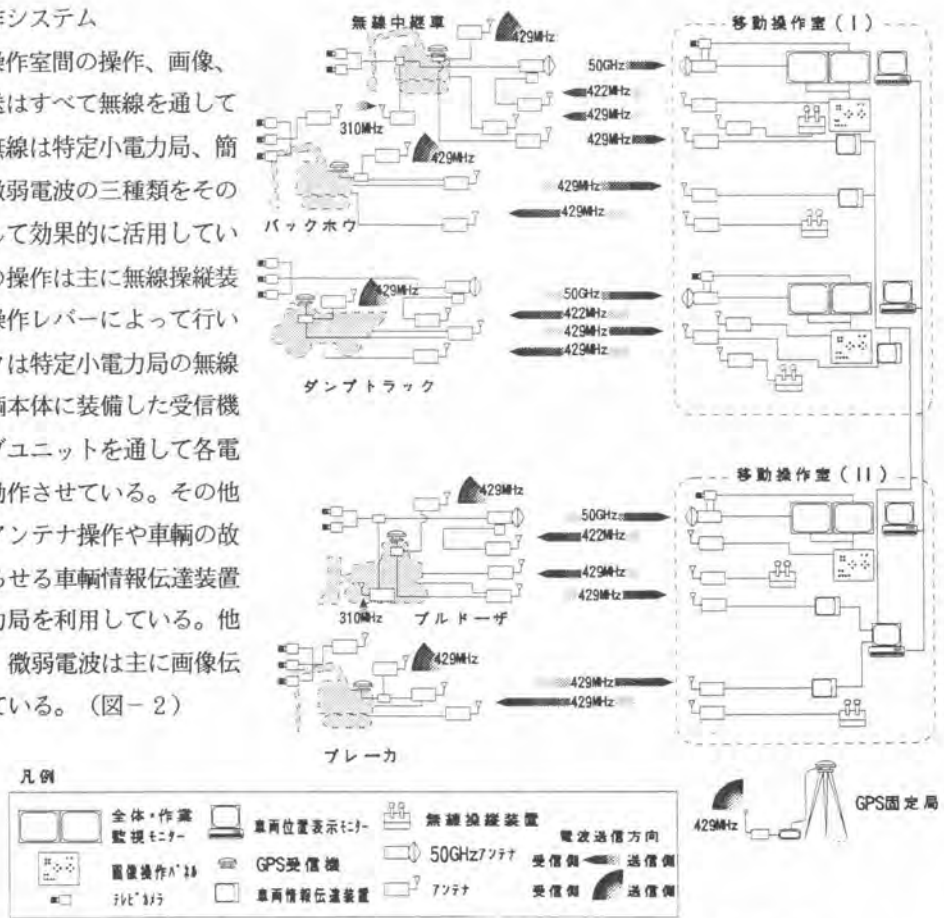 作システム
操作室間の操作、画像、
送はすべて無線を通して
無線は特定小電力局、簡
微弱電波の三種類をその
して効果的に活用してい
の操作は主に無線操縦装
操作レバーによって行い
クは特定小電力局の無線
両本体に装備した受信機
ブユニットを通して各電
動作させている。その他
アンテナ操作や車輌の故
らせる車輌情報伝達装置
力局を利用している。他
微弱電波は主に画像伝
ている。（図－2）
無線中継車
429MHz
310MHz
429MHz
バックホウ
50GHz
422MHz
429MHz
429MHz
429MHz
429MHz
移動操作室(I)
429MHz
ダンプトラック
50GHz
422MHz
429MHz
429MHz
429MHz
310MHz
ブルドーザ
50GHz
422MHz
429MHz
429MHz
移動操作室(II)
429MHz
ブレーカ
429MHz
429MHz
429MHz
GPS固定局
凡例
全体・作業
監視モニター
画像操作パネル
テレビカメラ
車両位置表示モニター
GPS受信機
車両情報伝達装置
無線操縦装置
50GHzアンテナ
アンテナ
電波送信方向
受信側 送信側
受信側 送信側